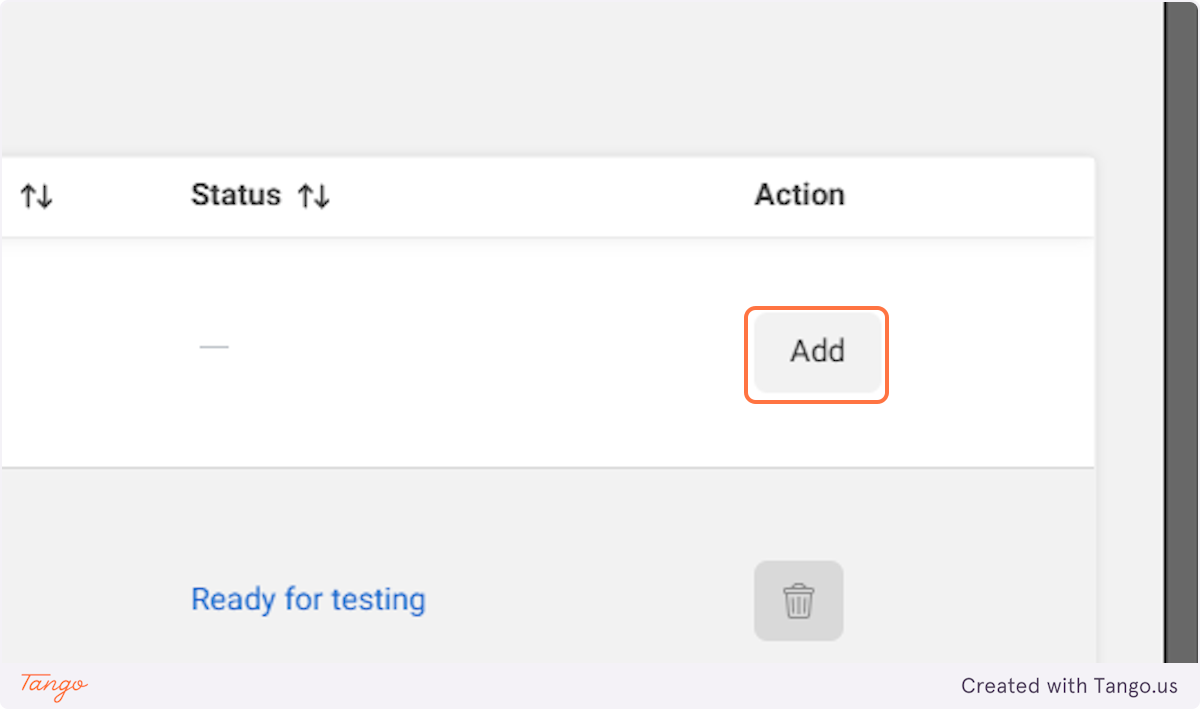 Status Action
—
Add
Ready for testing
Tango Created with Tango.us